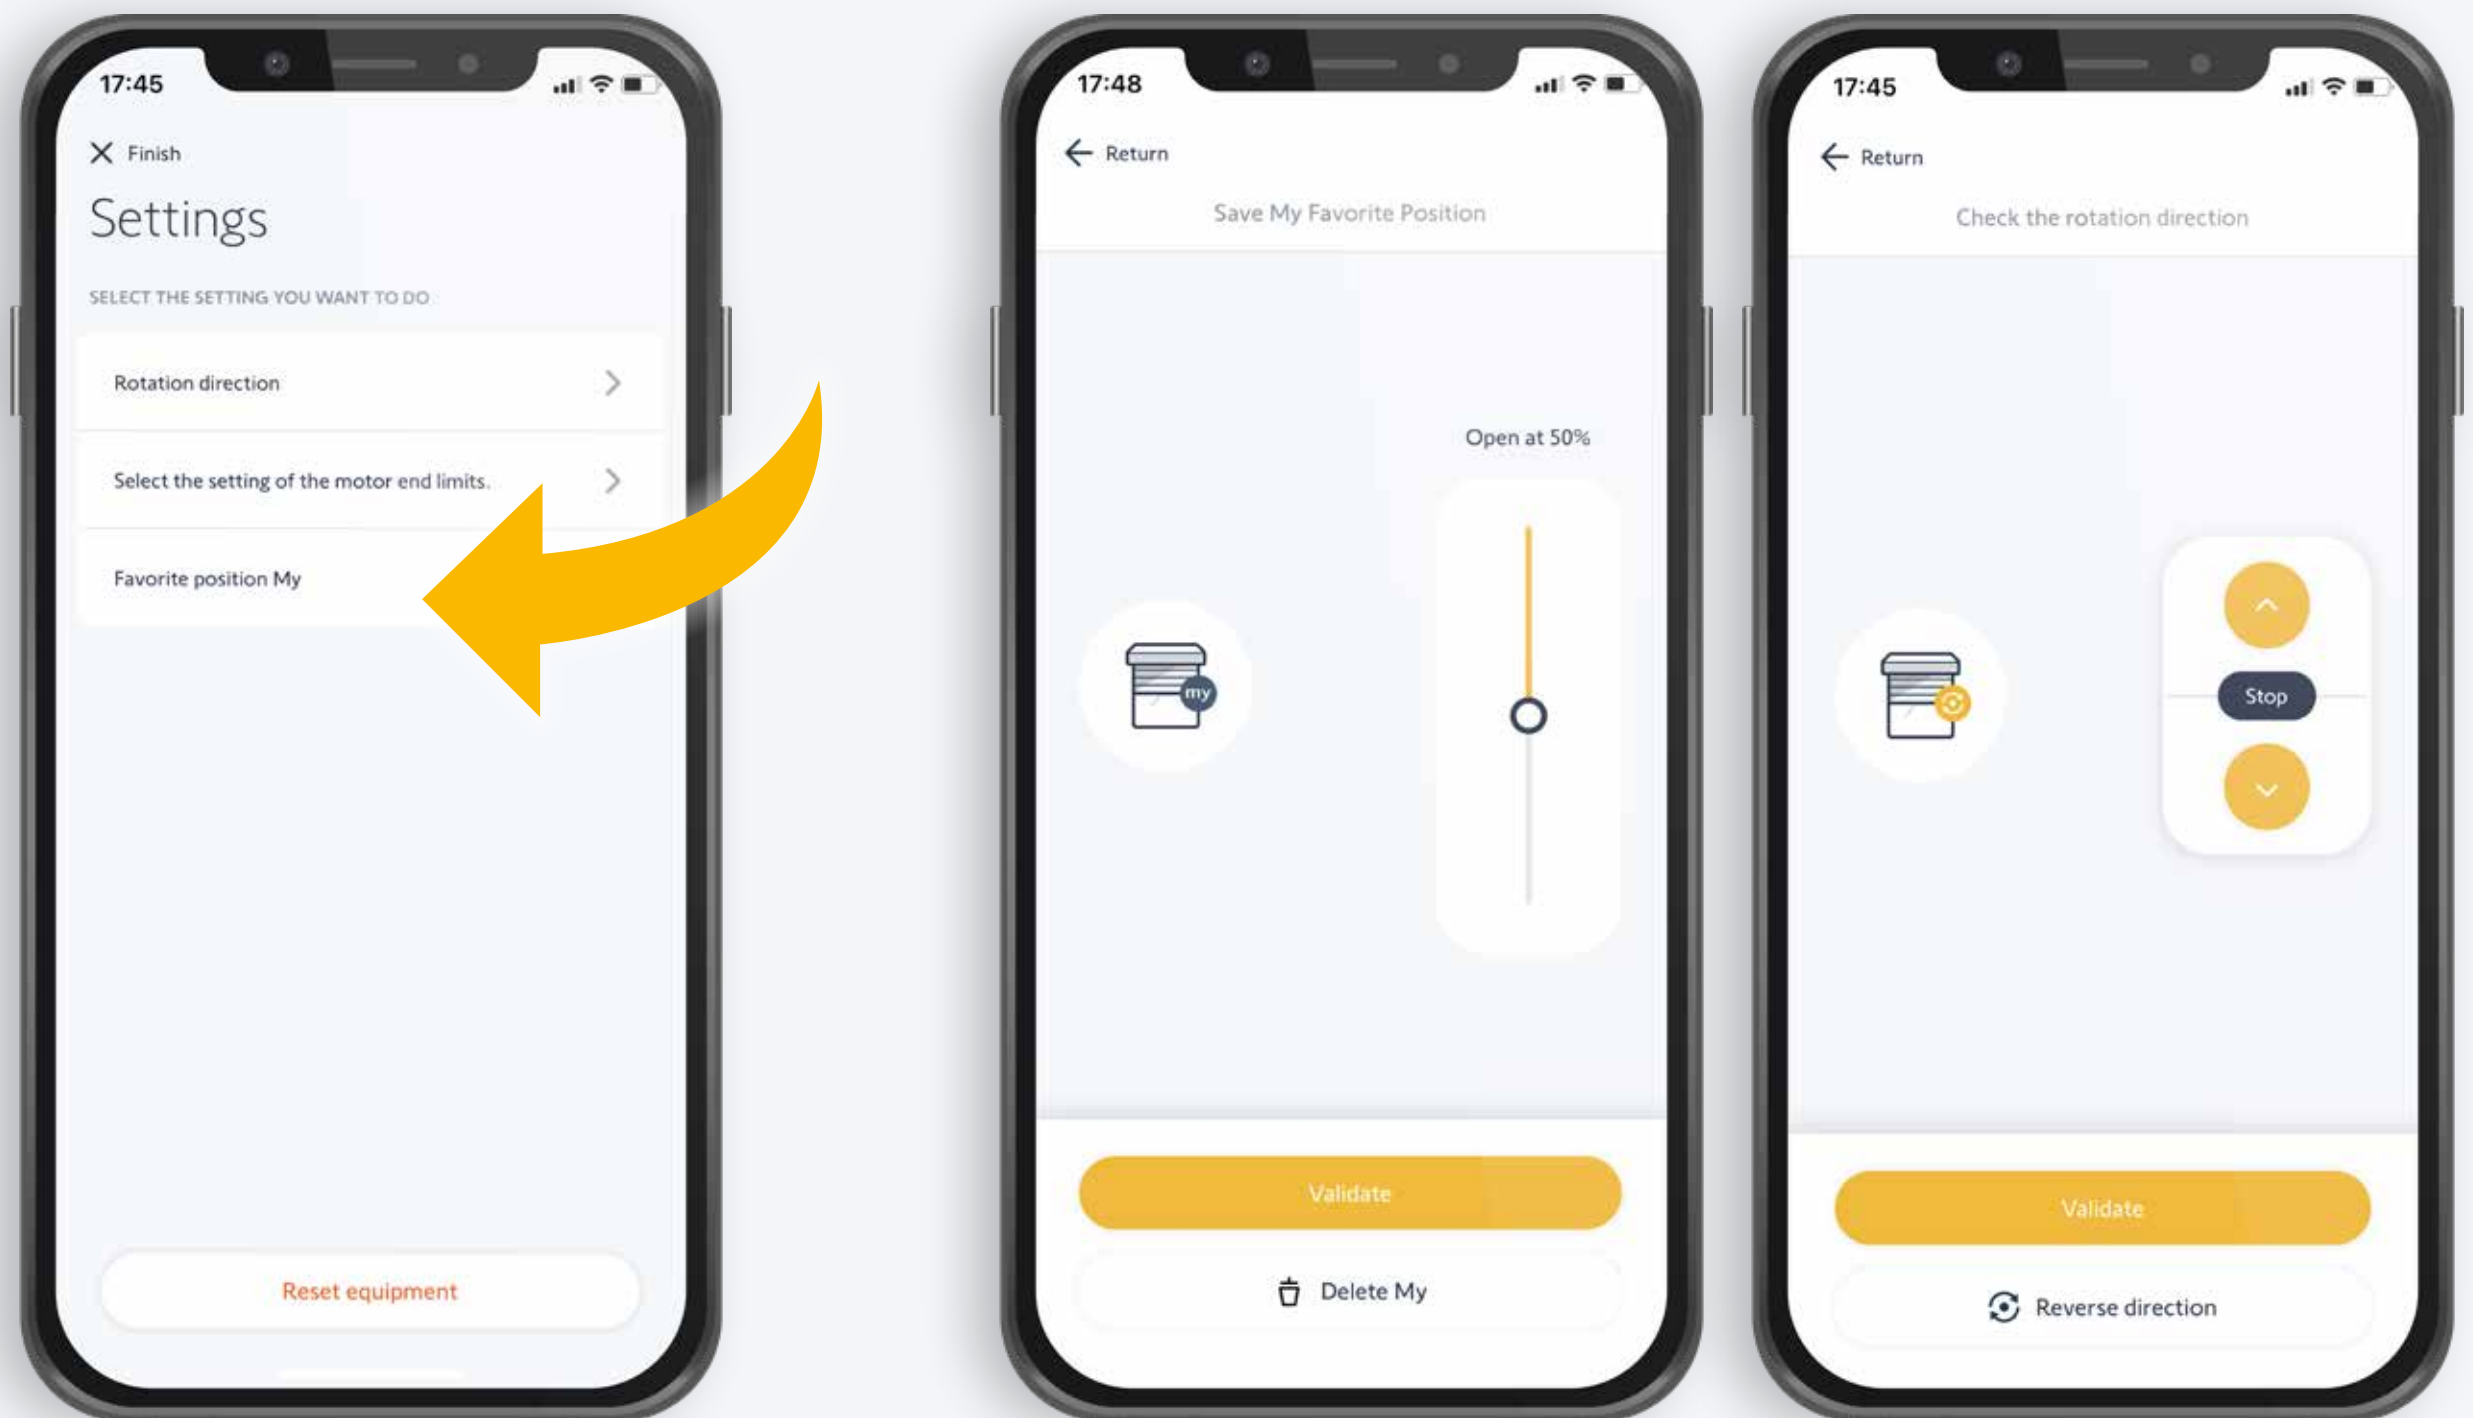 17:45
Finish
Settings
SELECT THE SETTING YOU WANT TO DO
Rotation direction
Select the setting of the motor end limits.
Favorite position My
Reset equipment
17:48
Return
Save My Favorite Position
Open at 50%
my
Validate
Delete My
17:45
Return
Check the rotation direction
Stop
Validate
Reverse direction